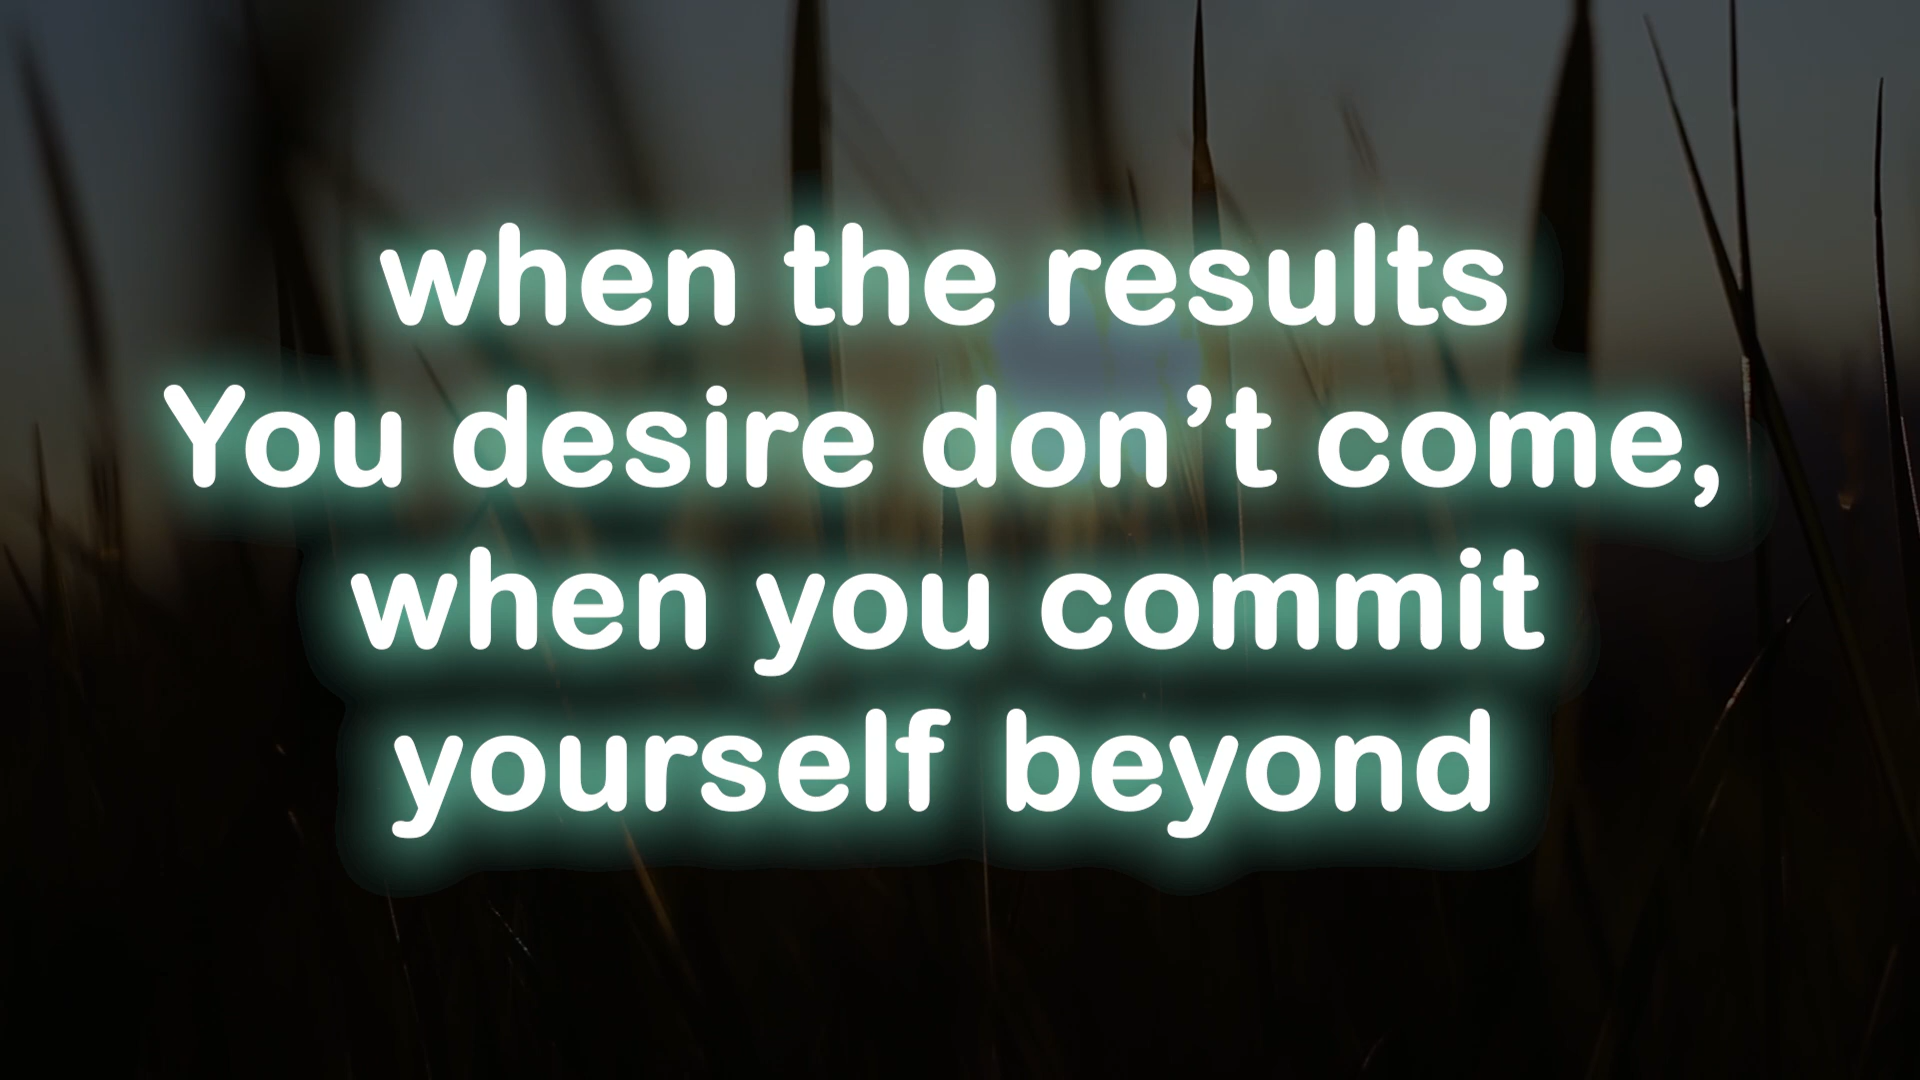 when the results
You desire don’t come,
when you commit
yourself beyond